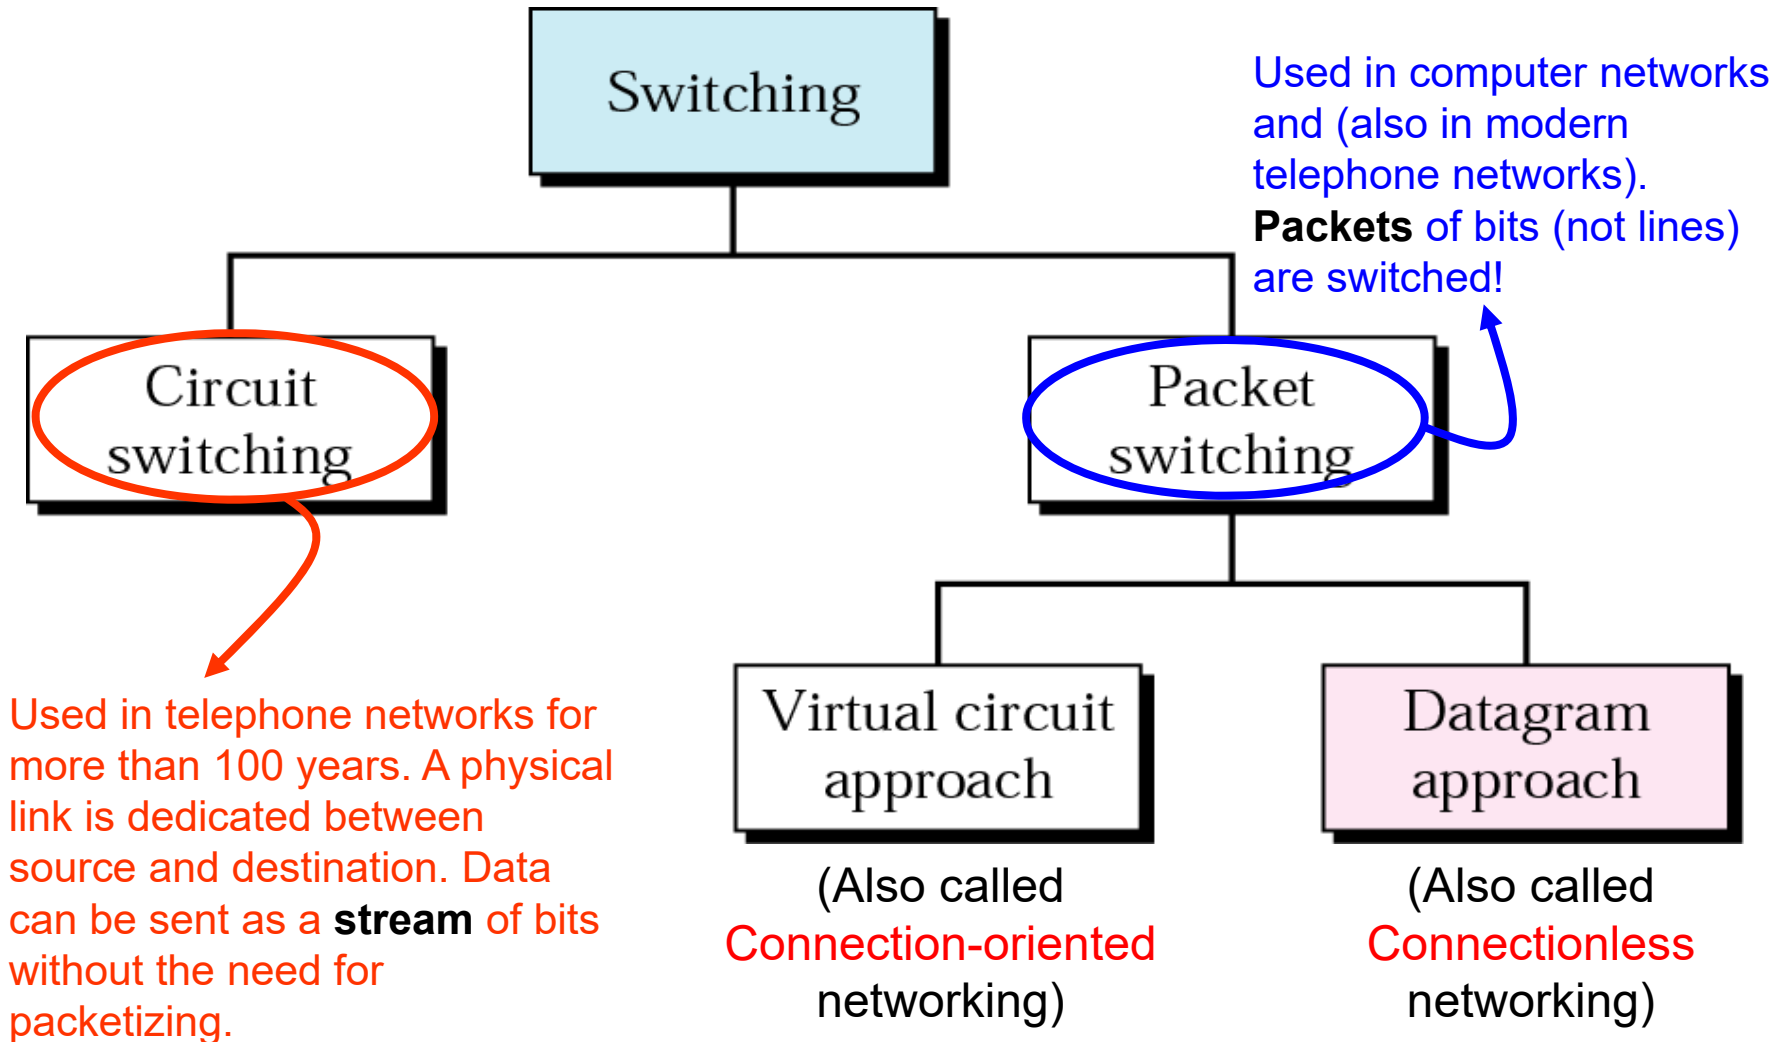 Switching
Used in computer networks
and (also in modern
telephone networks).
Packets of bits (not lines)
are switched!
Circuit
switching
Packet
switching
Used in telephone networks for
more than 100 years. A physical
link is dedicated between
source and destination. Data
can be sent as a stream of bits
without the need for
packetizing.
Virtual circuit
approach
(Also called
Connection-oriented
networking)
Datagram
approach
(Also called
Connectionless
networking)